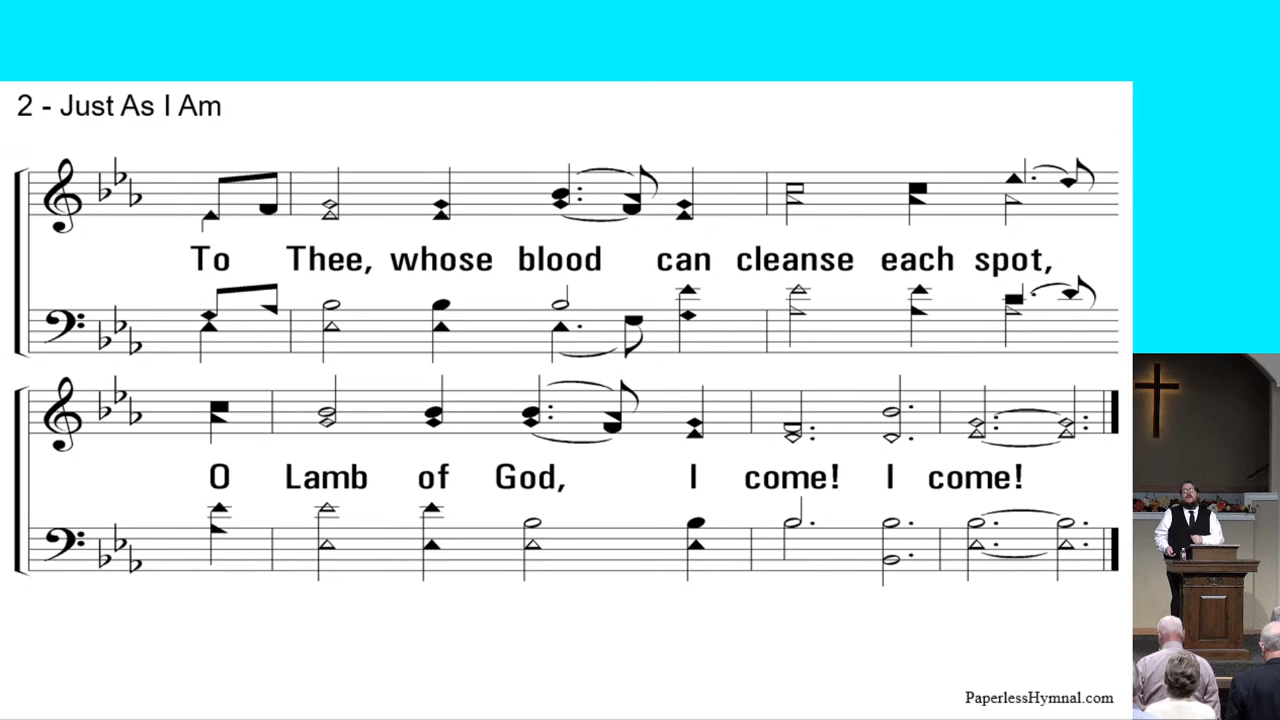 2 - Just As I Am
To Thee, whose blood can cleanse each spot,
O Lamb of God, I come! I come!
PaperlessHymnal.com